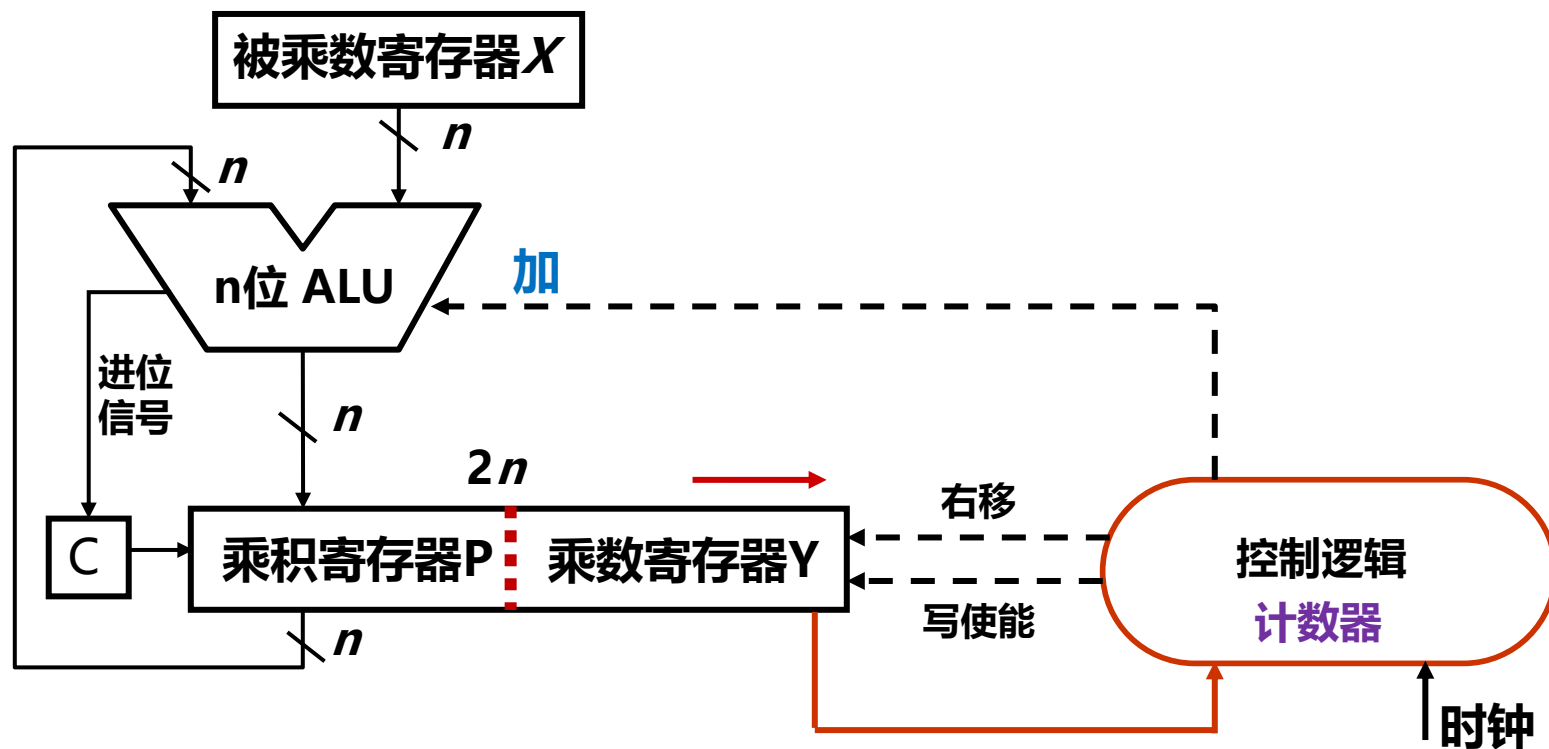 被乘数寄存器X
n
n
n位 ALU
加
进位
信号
n
2n
右移
C
乘积寄存器P
乘数寄存器Y
控制逻辑
计数器
写使能
n
时钟